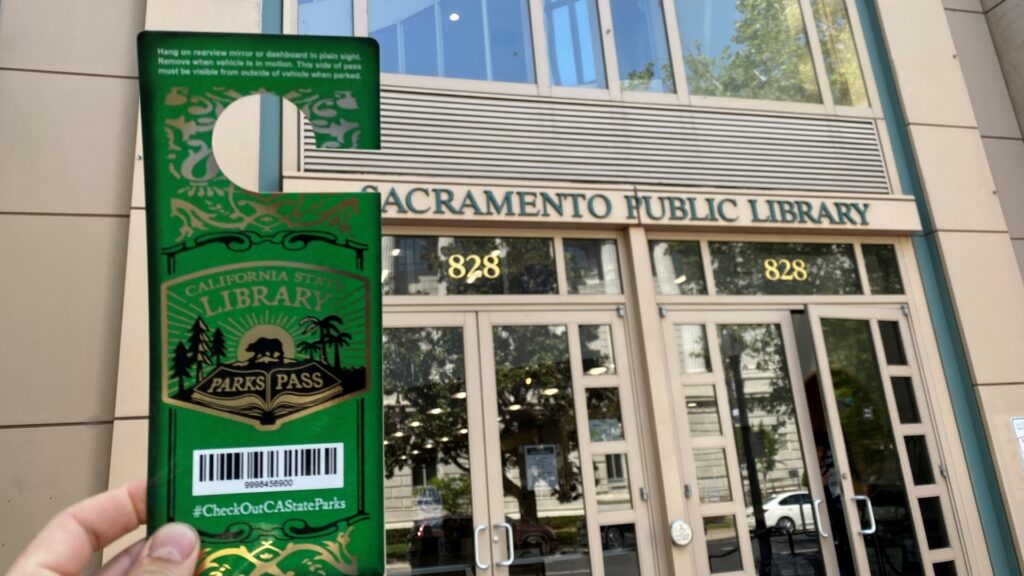 Hang on rearview mirror or dashboard in plain sight.
Remove when vehicle is in motion. This side of pass
must be visible from outside of vehicle when parked.
CALIFORNIA STATE
LIBRARY
PARKS PASS
9998456900
#CheckOutCAStateParks
SACRAMENTO PUBLIC LIBRARY
828
828